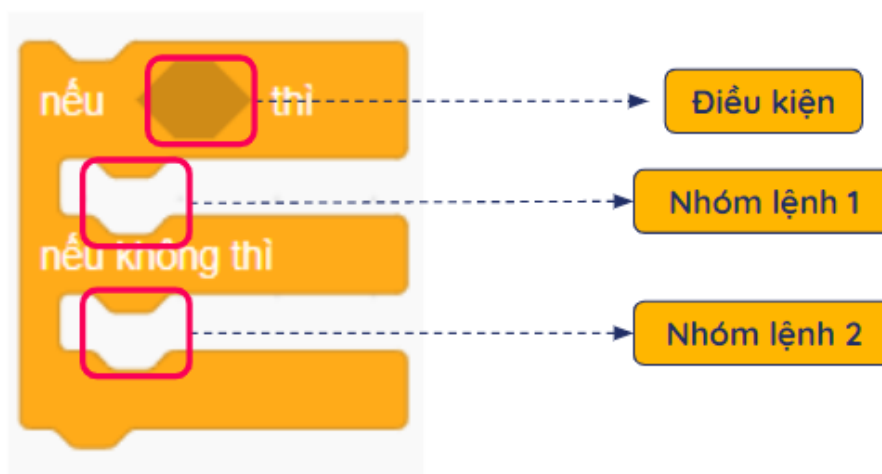 nếu thì
Điều kiện
Nhóm lệnh 1
nếu không thì
Nhóm lệnh 2